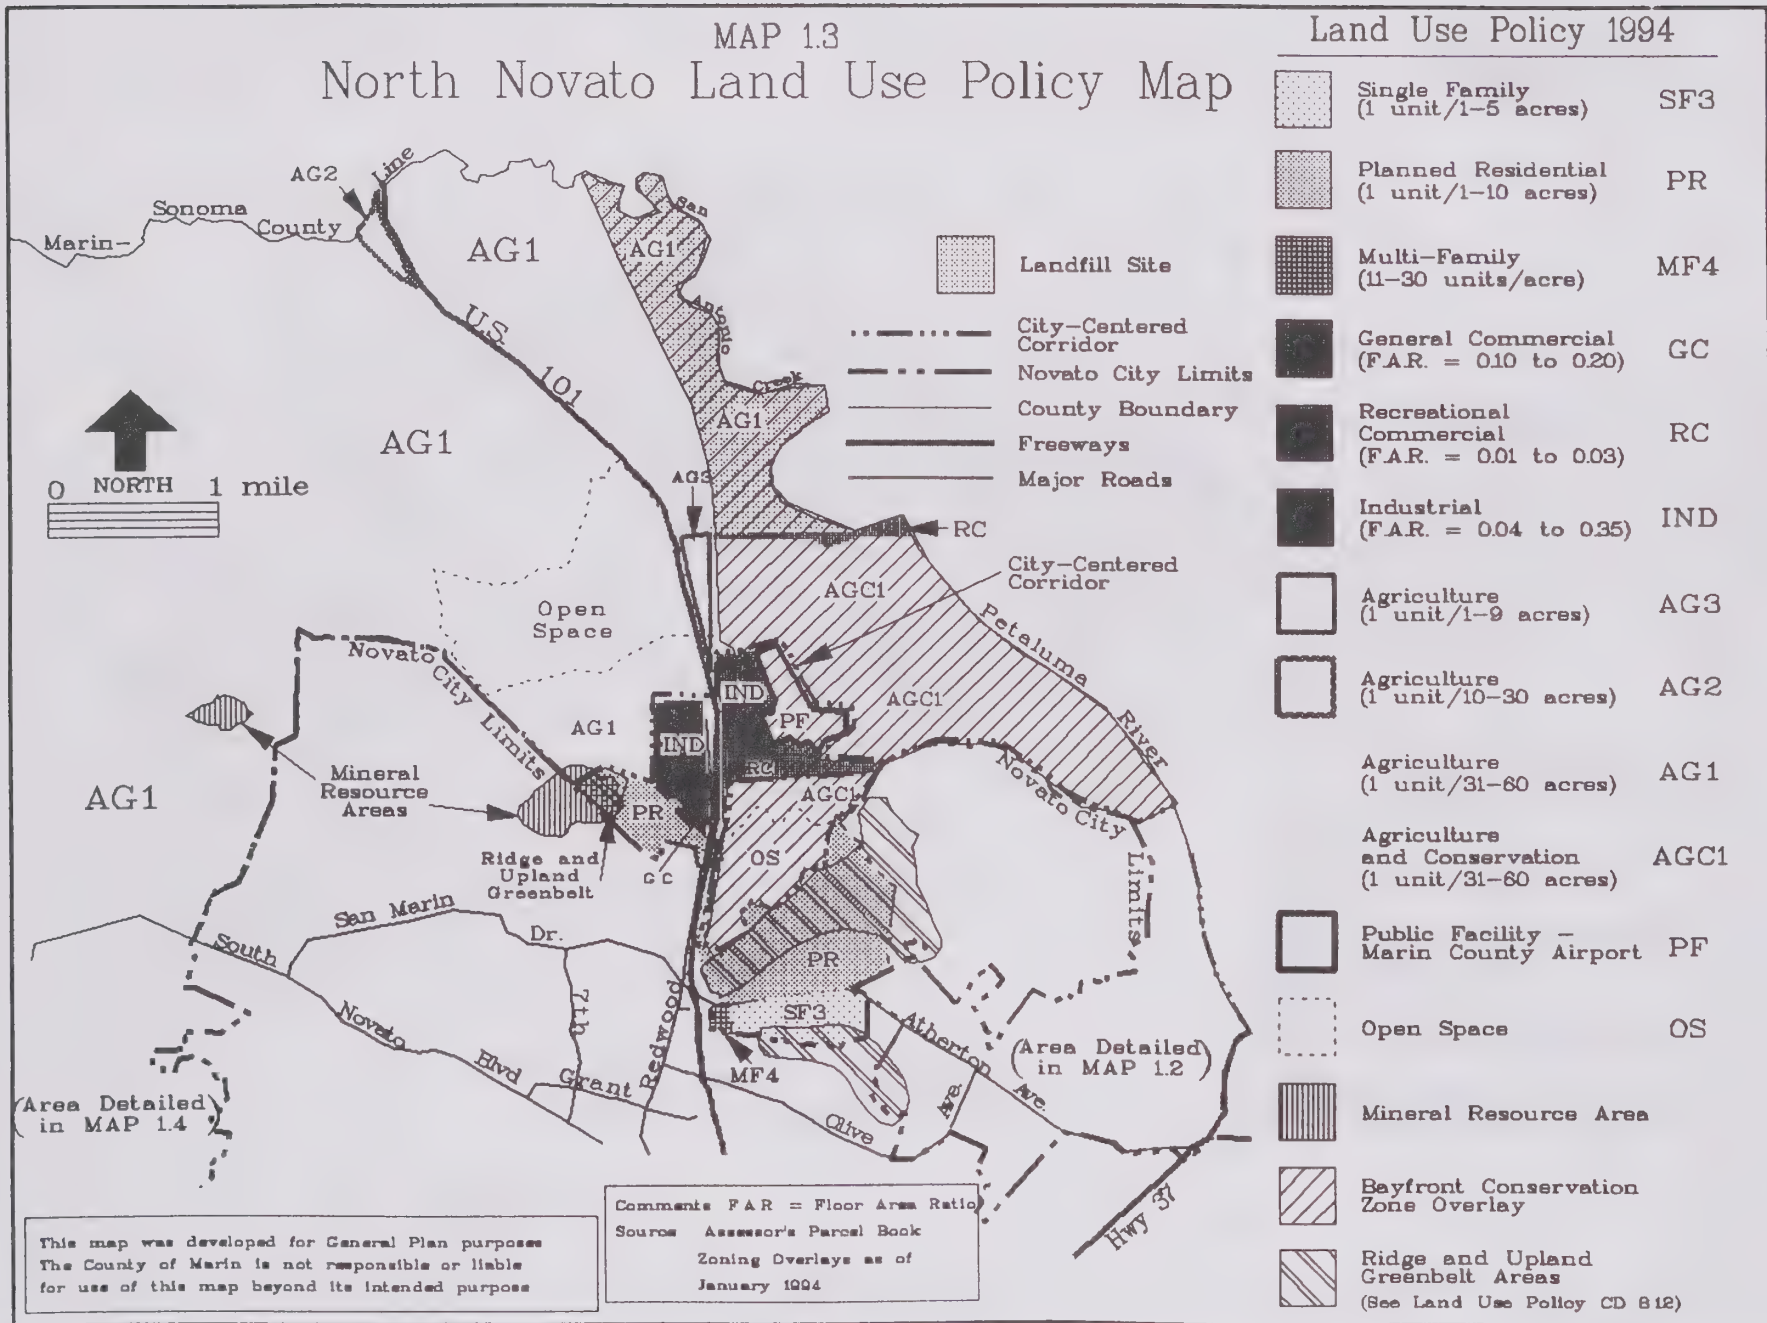 MAP 1.3
North Novato Land Use Policy Map
Land Use Policy 1994
Single Family
(1 unit/1-5 acres)
SF3
Planned Residential
(1 unit/1-10 acres)
PR
Multi-Family
(11-30 units/acre)
MF4
General Commercial
(F.A.R. = 0.10 to 0.20)
GC
Recreational
Commercial
(F.A.R. = 0.01 to 0.03)
RC
Industrial
(F.A.R. = 0.04 to 0.35)
IND
Agriculture
(1 unit/1-9 acres)
AG3
Agriculture
(1 unit/10-30 acres)
AG2
Agriculture
(1 unit/31-60 acres)
AG1
Agriculture
and Conservation
(1 unit/31-60 acres)
AGC1
Public Facility -
Marin County Airport
PF
Open Space
OS
Mineral Resource Area
Bayfront Conservation
Zone Overlay
Ridge and Upland
Greenbelt Areas
(See Land Use Policy CD 8.12)
Landfill Site
City-Centered
Corridor
Novato City Limits
County Boundary
Freeways
Major Roads
AG2
Marin-
Sonoma
County
Line
AG1
AG1
San
Antonio
Creek
AG1
U.S.
101
AG1
0 NORTH 1 mile
AG3
RC
City-Centered
Corridor
AGC1
Petaluma
River
Open
Space
Novato
City
Limits
IND
PF
AGC1
AG1
IND
RC
AGC1
Mineral
Resource
Areas
AG1
PR
OS
Novato City
Limits
Ridge and
Upland
Greenbelt
GC
San Marin
Dr.
South
Novato
Blvd
7th
Grant
Redwood
PR
SF3
MF4
Atherton
Ave.
Olive
Ave.
(Area Detailed
in MAP 1.2)
(Area Detailed
in MAP 1.4)
Hwy 37
This map was developed for General Plan purposes
The County of Marin is not responsible or liable
for use of this map beyond its intended purpose
Comments F A R = Floor Area Ratio
Source Assessor's Parcel Book
Zoning Overlays as of
January 1994